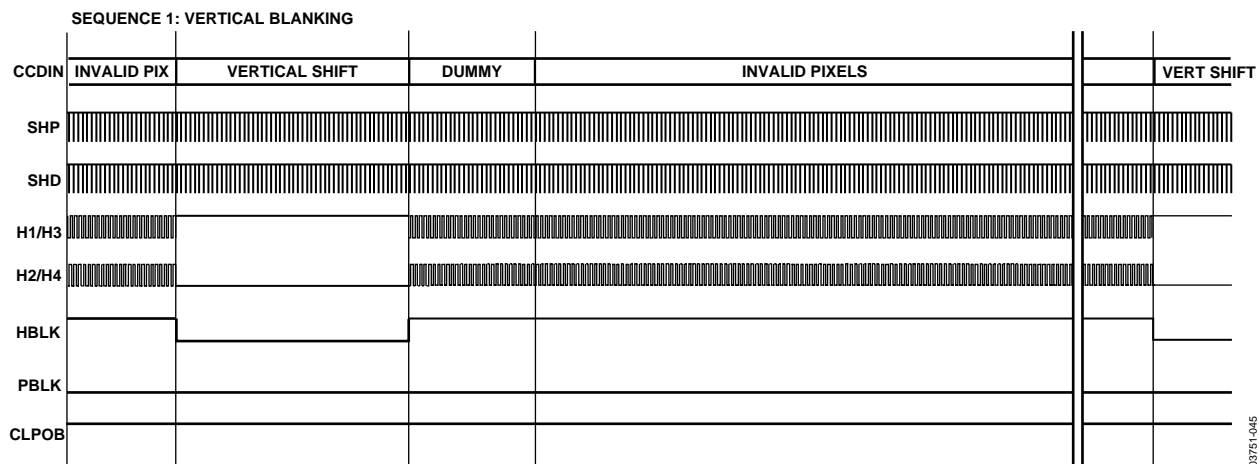 SEQUENCE 1: VERTICAL BLANKING
CCDIN INVALID PIX VERTICAL SHIFT DUMMY INVALID PIXELS VERT SHIFT
SHP
SHD
H1/H3
H2/H4
HBLK
PBLK
CLPOB
03751-045